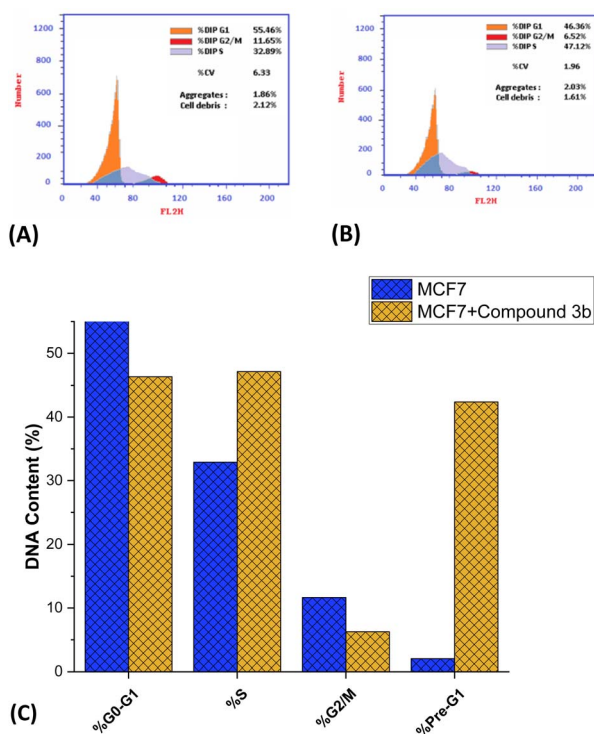 1200
1000
800
600
400
200
0
Number
0 40 80 120 160 200
FL2H
%DIP G1 55.46%
%DIP G2/M 11.65%
%DIP S 32.89%
%CV 6.33
Aggregates : 1.86%
Cell debris : 2.12%
(A)
1200
1000
800
600
400
200
0
Number
0 40 80 120 160 200
FL2H
%DIP G1 46.36%
%DIP G2/M 6.52%
%DIP S 47.12%
%CV 1.96
Aggregates : 2.03%
Cell debris : 1.61%
(B)
MCF7
MCF7+Compound 3b
DNA Content (%)
50
40
30
20
10
0
%G0-G1
%S
%G2/M
%Pre-G1
(C)